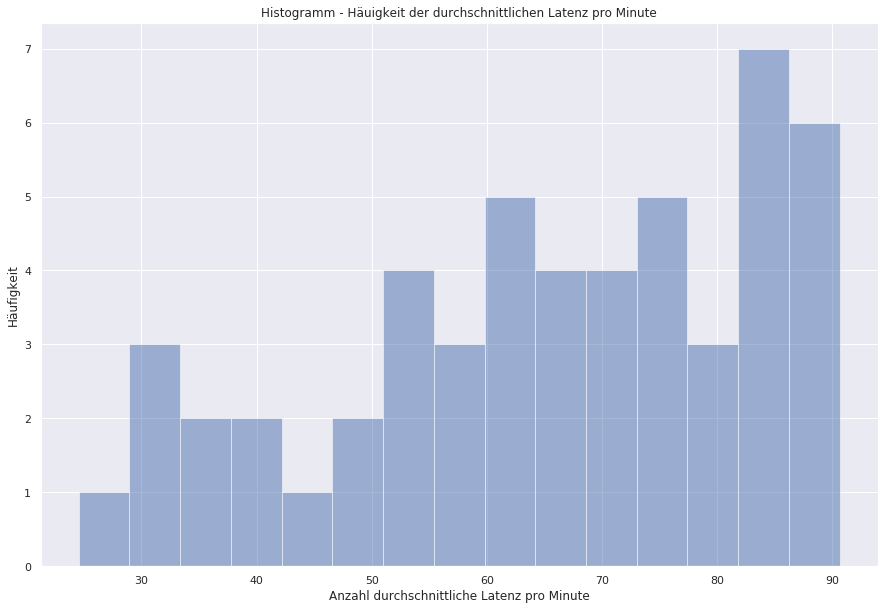 Histogramm - Häuigkeit der durchschnittlichen Latenz pro Minute
7
6
5
4
3
2
1
0
Häufigkeit
30 40 50 60 70 80 90
Anzahl durchschnittliche Latenz pro Minute